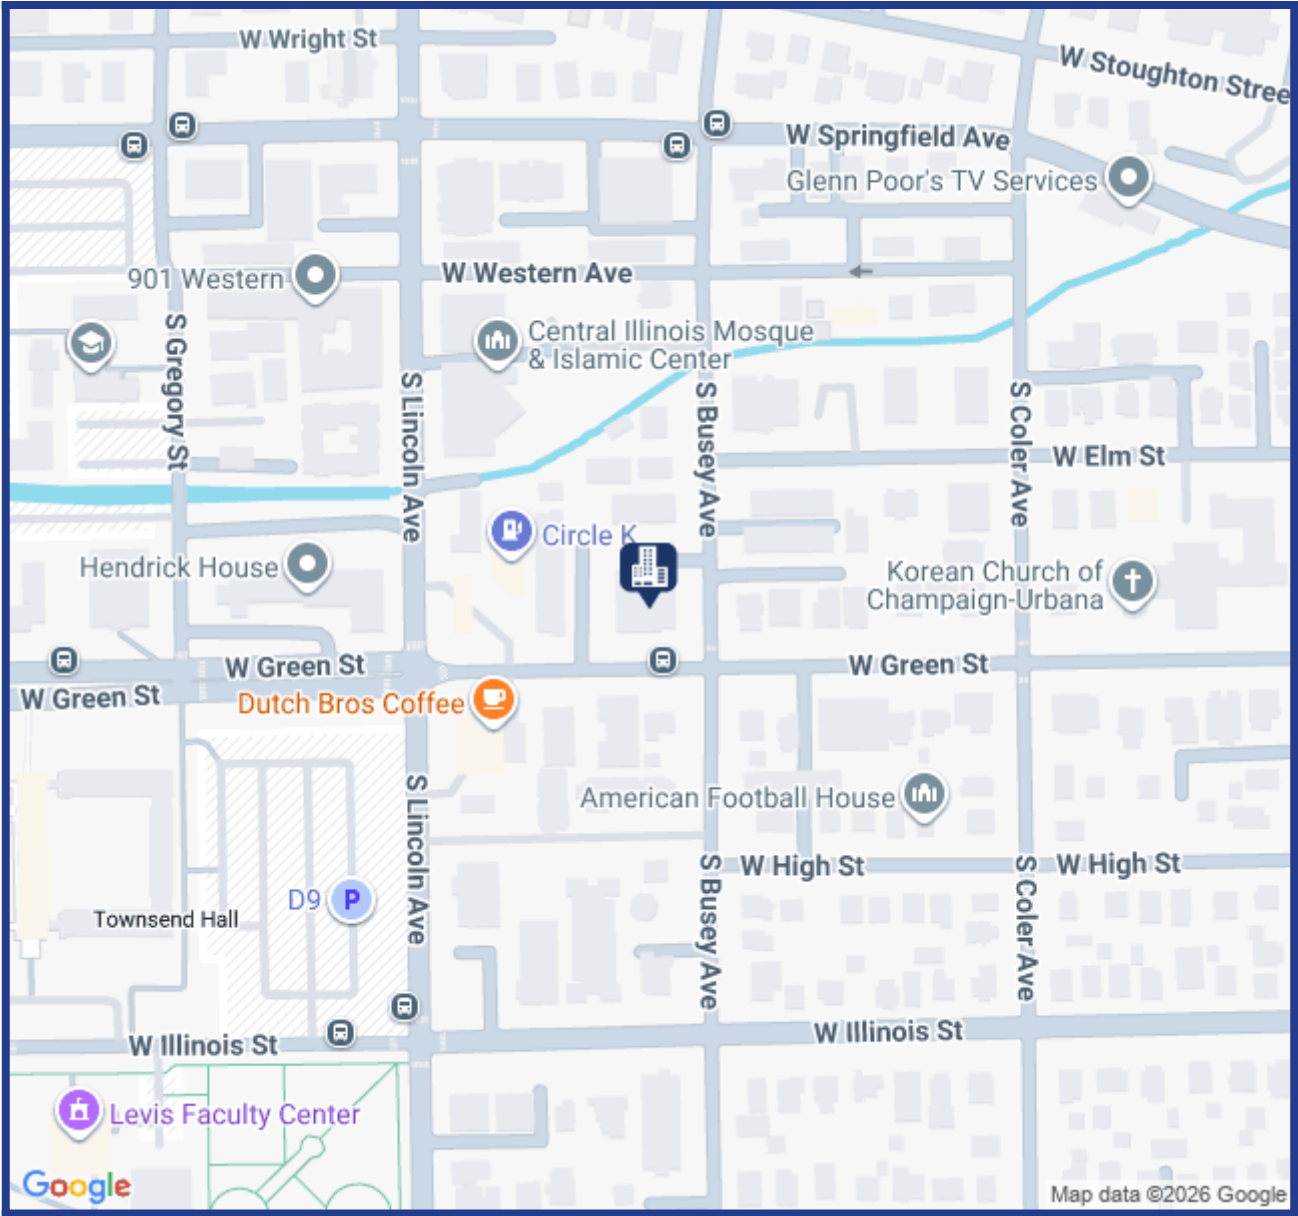 W Wright St
W Stoughton Stree
W Springfield Ave
Glenn Poor's TV Services
901 Western
W Western Ave
S Gregory St
Central Illinois Mosque
& Islamic Center
S Lincoln Ave
S Busey Ave
S Coler Ave
W Elm St
Circle K
Hendrick House
Korean Church of
Champaign-Urbana
W Green St
W Green St
W Green St
Dutch Bros Coffee
S Lincoln Ave
American Football House
W High St
W High St
S Busey Ave
S Coler Ave
D9
P
Townsend Hall
W Illinois St
W Illinois St
Levis Faculty Center
Google
Map data ©2026 Google